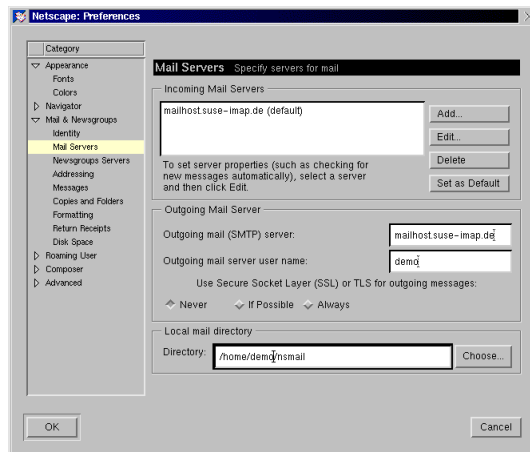 Netscape: Preferences
Category
Appearance
Fonts
Colors
Navigator
Mail & Newsgroups
Identity
Mail Servers
Newsgroups Servers
Addressing
Messages
Copies and Folders
Formatting
Return Receipts
Disk Space
Roaming User
Composer
Advanced
Mail Servers Specify servers for mail
Incoming Mail Servers
mailhost.suse-imap.de (default)
Add...
Edit...
Delete
Set as Default
To set server properties (such as checking for
new messages automatically), select a server
and then click Edit.
Outgoing Mail Server
Outgoing mail (SMTP) server: mailhost.suse-imap.de
Outgoing mail server user name: demo
Use Secure Socket Layer (SSL) or TLS for outgoing messages:
Never If Possible Always
Local mail directory
Directory: /home/demo/nsmail Choose...
OK Cancel